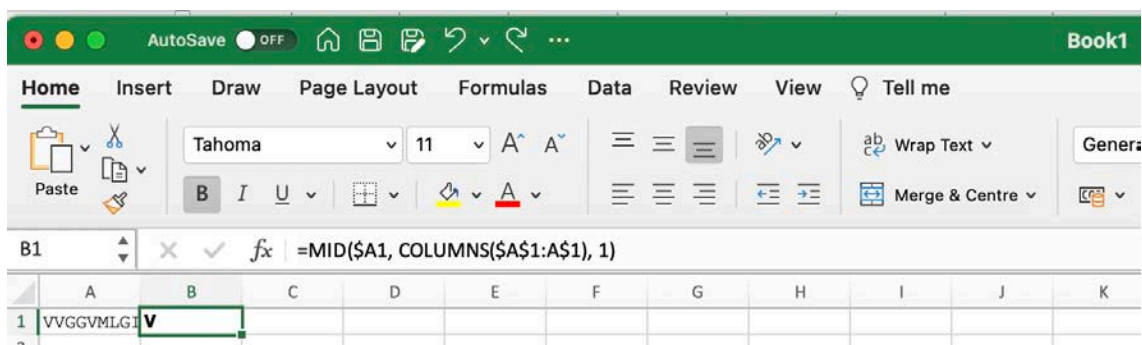 AutoSave OFF Book1
Home Insert Draw Page Layout Formulas Data Review View Tell me
Tahoma 11 A A ab Wrap Text
Paste B I U A Merge & Centre
B1 fx =MID($A1, COLUMNS($A$1:A$1), 1)
A B C D E F G H I J K
1 VVGGVMLGI V